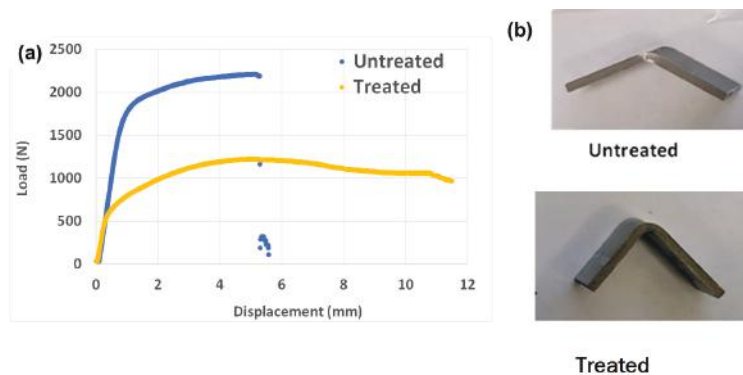 (a)
2500
2000
1500
1000
500
0
Load (N)
Untreated
Treated
0 2 4 6 8 10 12
Displacement (mm)
(b)
Untreated
Treated